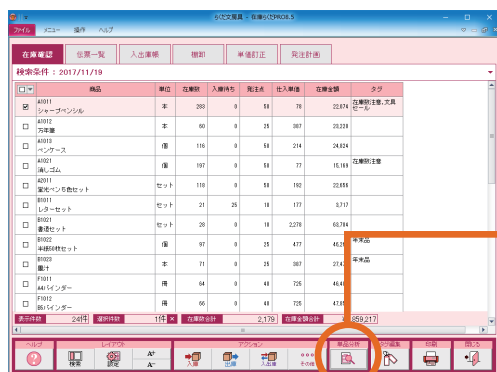 らくだ文具 - 在庫らくだPRO8.5
ファイル メニュー 操作 ヘルプ
在庫確認 伝票一覧 入出庫帳 棚卸 単価訂正 発注計画
検索条件：2017/11/19
商品 単位 在庫数 入庫待ち 発注点 仕入単価 在庫金額 タグ
A1011
シャープペンシル 本 283 0 50 78 22,074 在庫数注意,文具
セール
A1012
万年筆 本 60 0 25 387 23,220
A1013
ペンケース 個 116 0 50 214 24,824
A1021
消しゴム 個 197 0 50 77 15,169 在庫数注意
A2011
蛍光ペン5色セット セット 118 0 50 192 22,656
B1011
レターセット セット 21 25 10 177 3,717
B1021
書道セット セット 28 0 10 2,278 63,784
B1022
半紙50枚セット 個 97 0 25 477 年末品
B1023
墨汁 本 71 0 25 387 年末品
F1011
A4バインダー 冊 64 0 40 725
F1012
B5バインダー 冊 66 0 40 725
表示件数 24件 選択件数 1件 × 在庫数合計 2,179 在庫金額合計 859,217
ヘルプ レイアウト アクション 単品分析 タグ編集 印刷 閉じる
検索 設定 A+ A- 入庫 出庫 入出庫 その他